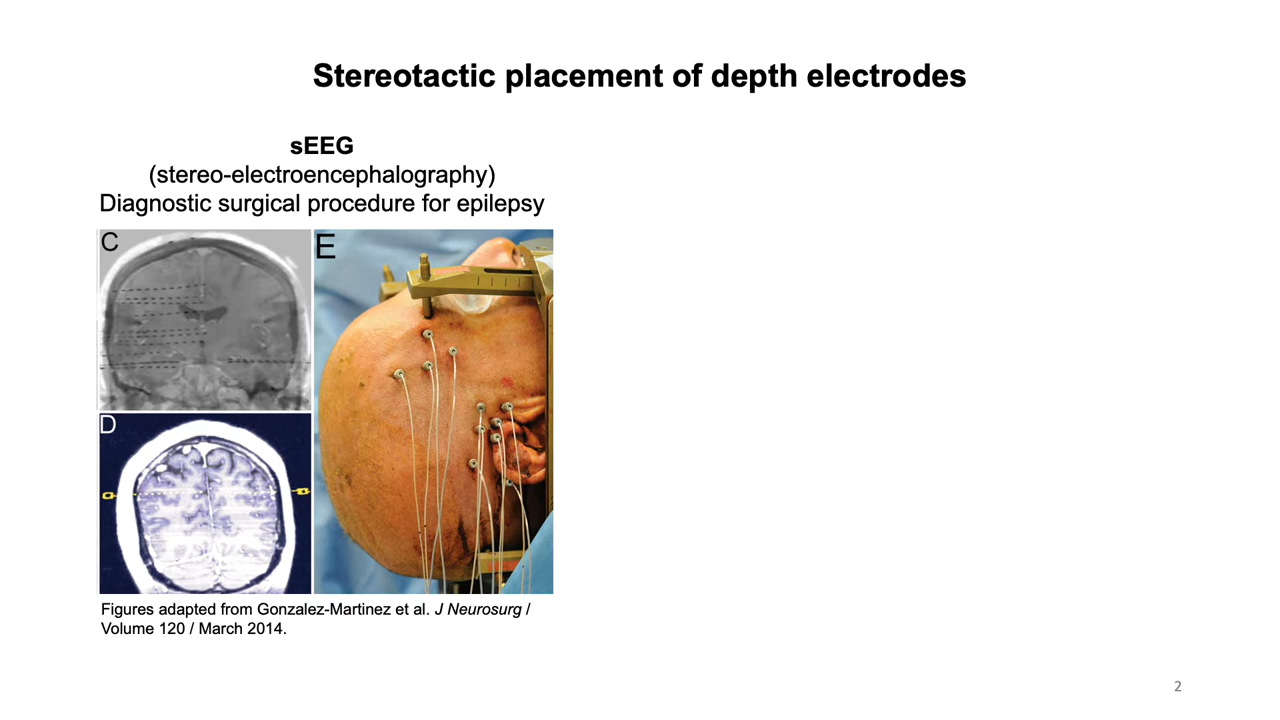 Stereotactic placement of depth electrodes
sEEG
(stereo-electroencephalography)
Diagnostic surgical procedure for epilepsy
C
E
D
Figures adapted from Gonzalez-Martinez et al. J Neurosurg /
Volume 120 / March 2014.
2